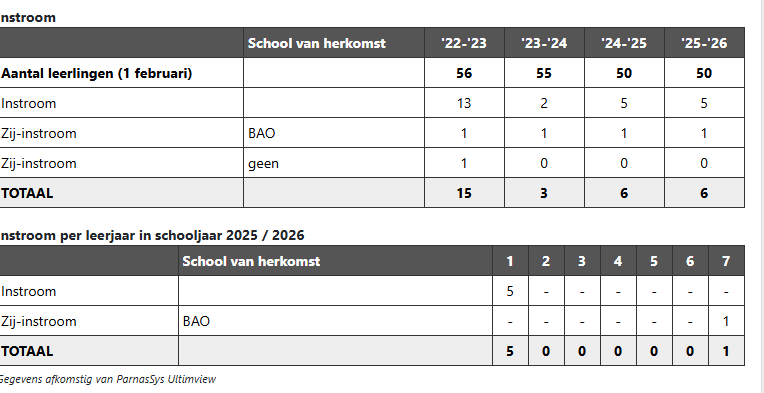 nstroom
School van herkomst '22-'23 '23-'24 '24-'25 '25-'26
Aantal leerlingen (1 februari) 56 55 50 50
Instroom 13 2 5 5
Zij-instroom BAO 1 1 1 1
Zij-instroom geen 1 0 0 0
TOTAAL 15 3 6 6
nstroom per leerjaar in schooljaar 2025 / 2026
School van herkomst 1 2 3 4 5 6 7
Instroom 5 - - - - - -
Zij-instroom BAO - - - - - - 1
TOTAAL 5 0 0 0 0 0 1
Gegevens afkomstig van ParnasSys Ultimview